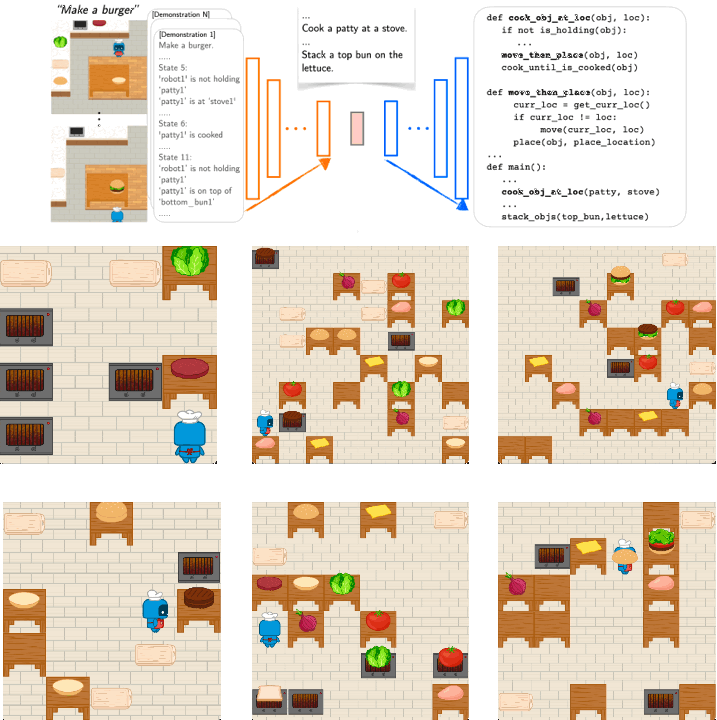 "Make a burger"
[Demonstration N]
[Demonstration 1]
Make a burger.
.....
State 5:
'robot1' is not holding
'patty1'
'patty1' is at 'stove1'
.....
State 6:
'patty1' is cooked
.....
State 11:
'robot1' is not holding
'patty1'
'patty1' is on top of
'bottom_bun1'
.....
...
Cook a patty at a stove.
...
Stack a top bun on the
lettuce.
def cook_obj_at_loc(obj, loc):
if not is_holding(obj):
...
move_then_place(obj, loc)
cook_until_is_cooked(obj)
def move_then_place(obj, loc):
curr_loc = get_curr_loc()
if curr_loc != loc:
move(curr_loc, loc)
place(obj, place_location)
...
def main():
...
cook_obj_at_loc(patty, stove)
...
stack_objs(top_bun,lettuce)